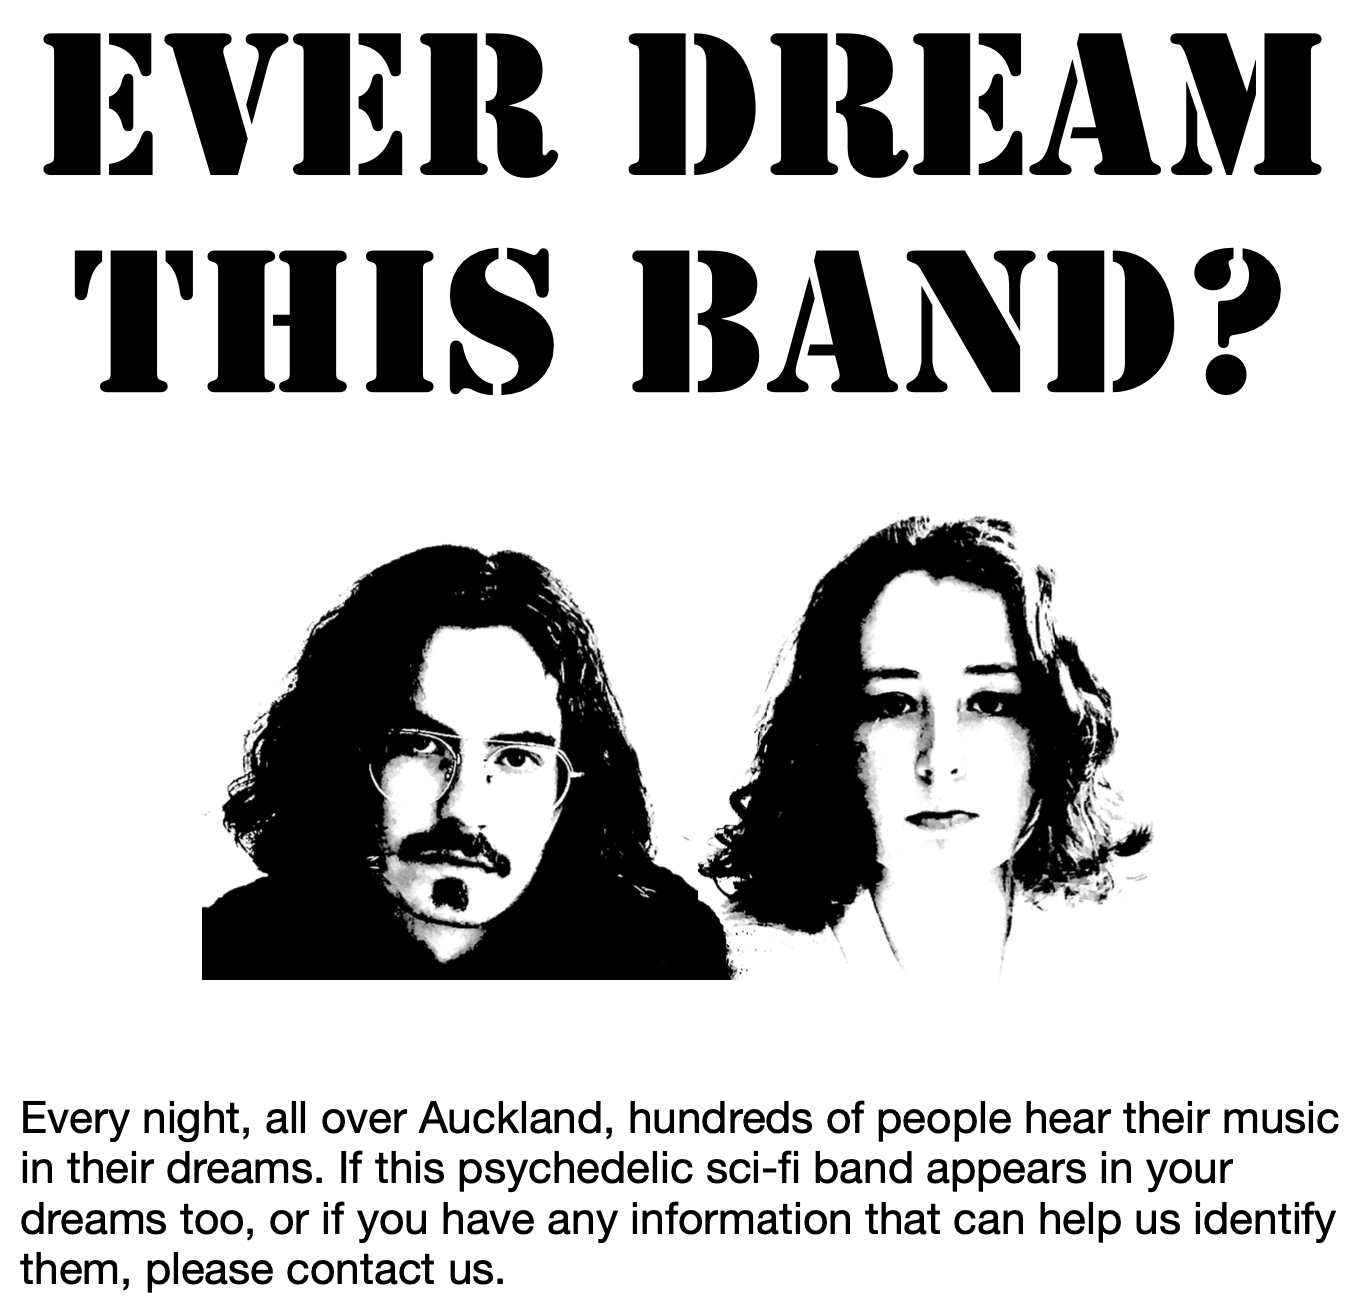 EVER DREAM
THIS BAND?
Every night, all over Auckland, hundreds of people hear their music
in their dreams. If this psychedelic sci-fi band appears in your
dreams too, or if you have any information that can help us identify
them, please contact us.